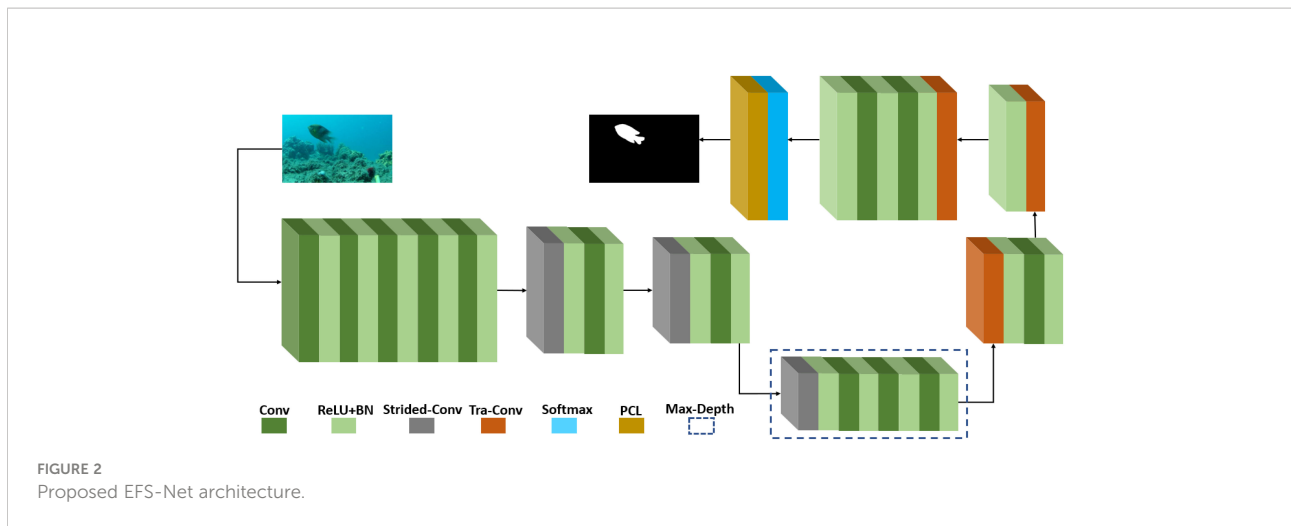 Conv ReLU+BN Strided-Conv Tra-Conv Softmax PCL Max-Depth
FIGURE 2
Proposed EFS-Net architecture.